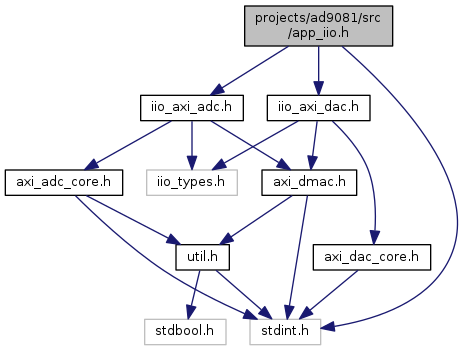 projects/ad9081/src
/app_iio.h
iio_axi_adc.h
iio_axi_dac.h
axi_adc_core.h
iio_types.h
axi_dmac.h
util.h
axi_dac_core.h
stdbool.h
stdint.h